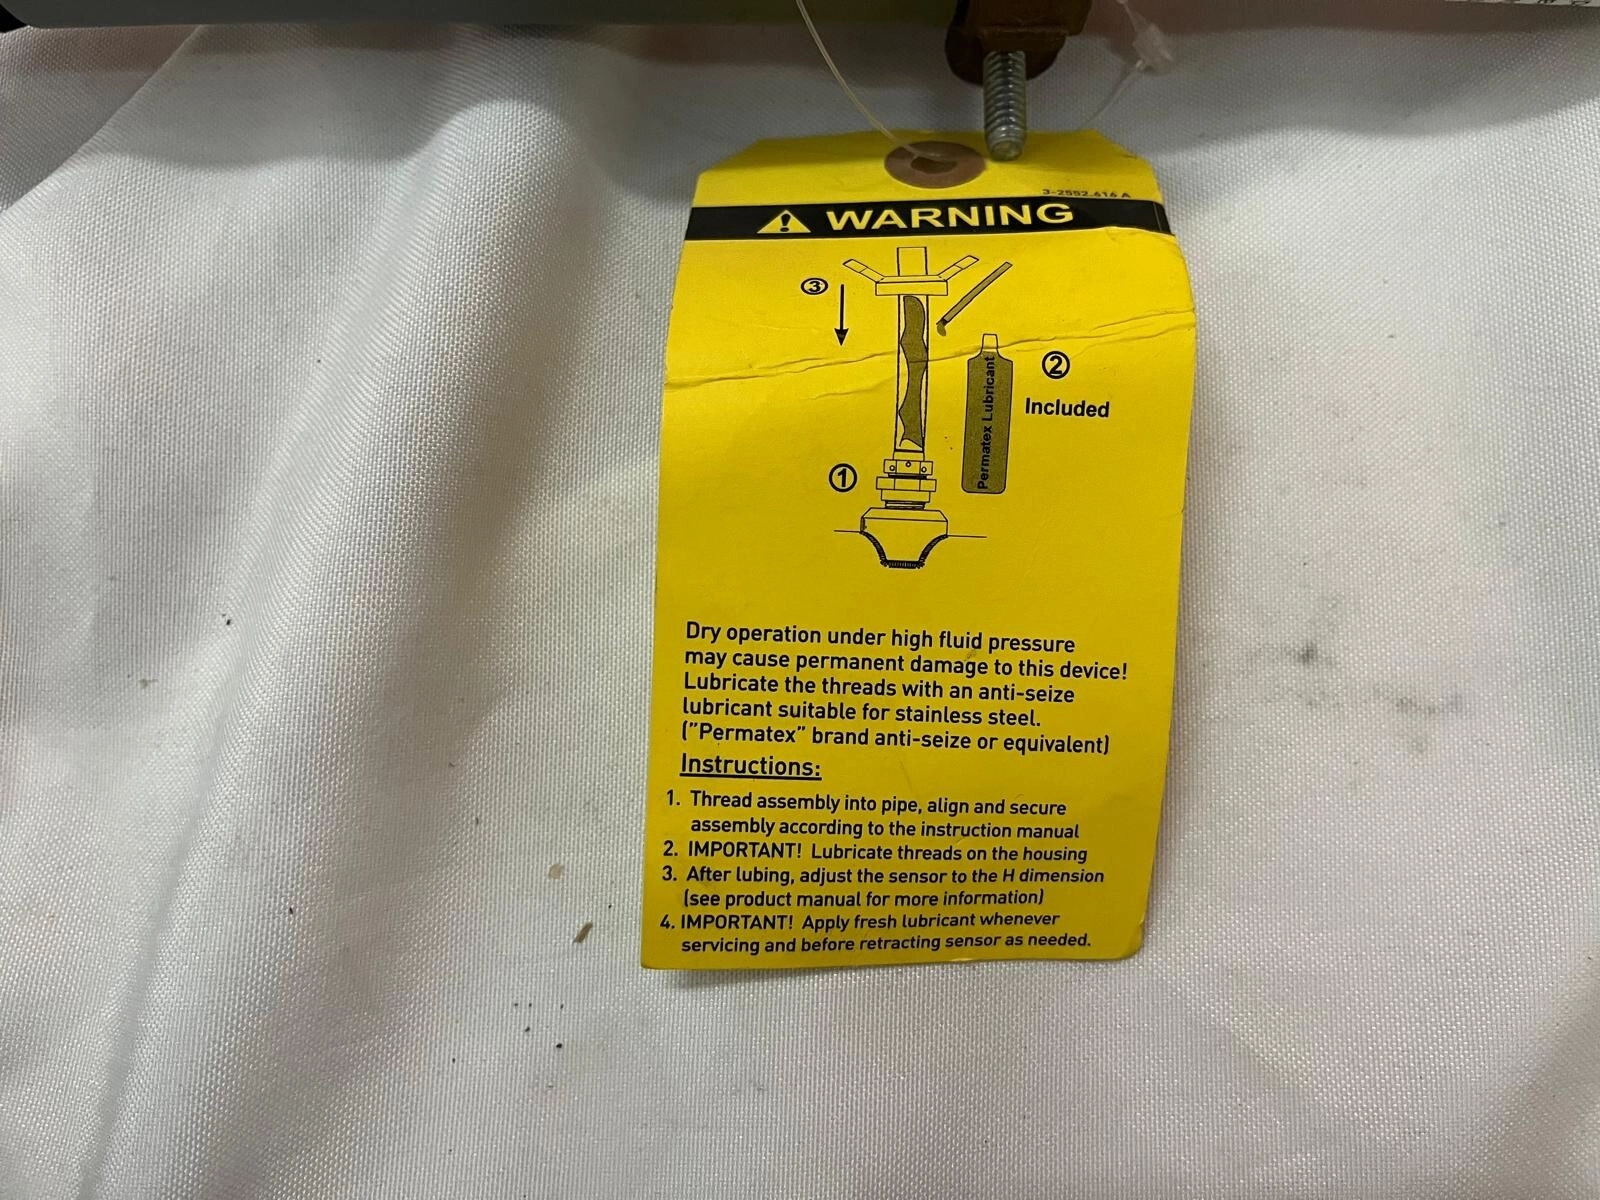 3-2552.616 A
WARNING
3
2
Included
Permatex Lubricant
1
Dry operation under high fluid pressure
may cause permanent damage to this device!
Lubricate the threads with an anti-seize
lubricant suitable for stainless steel.
("Permatex" brand anti-seize or equivalent)
Instructions:
1. Thread assembly into pipe, align and secure
assembly according to the instruction manual
2. IMPORTANT! Lubricate threads on the housing
3. After lubing, adjust the sensor to the H dimension
(see product manual for more information)
4. IMPORTANT! Apply fresh lubricant whenever
servicing and before retracting sensor as needed.